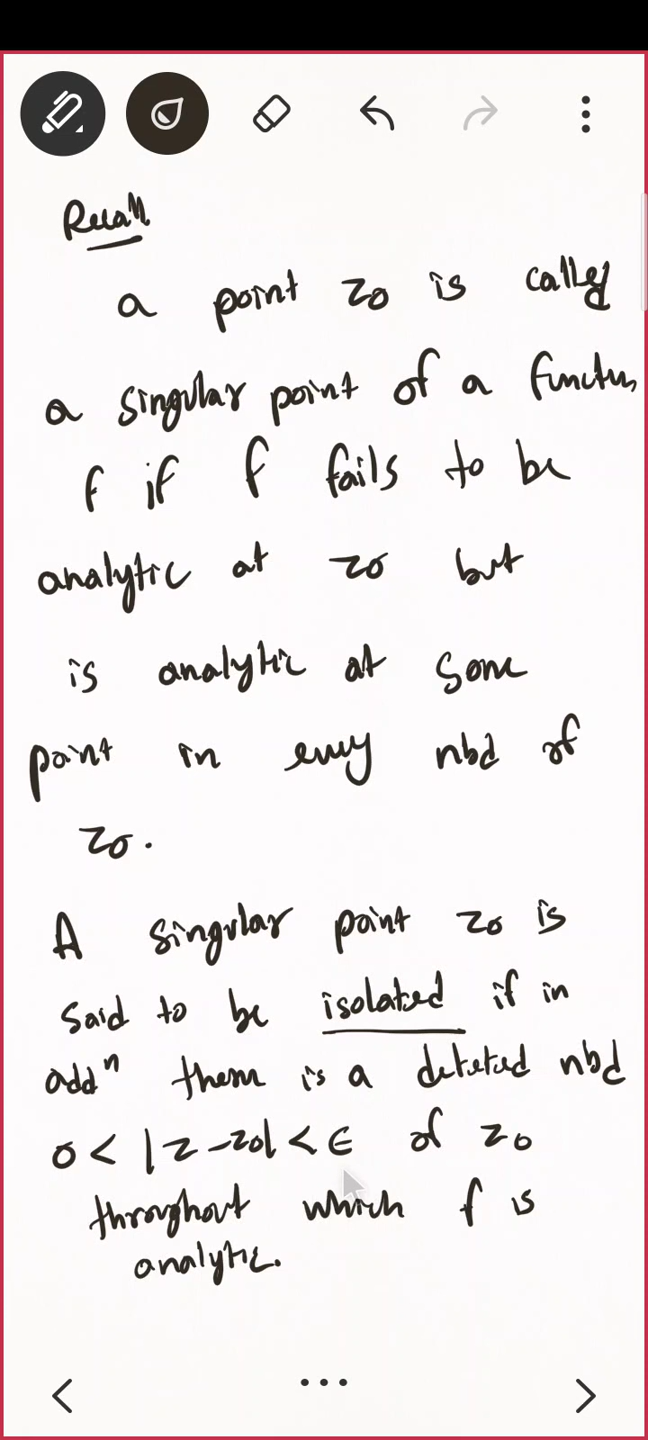 Recall
a point z0 is called
a singular point of a function
f if f fails to be
analytic at z0 but
is analytic at some
point in every nbd of
z0.
A singular point z0 is
said to be isolated if in
addⁿ there is a deleted nbd
0 < |z-z0| < ϵ of z0
throughout which f is
analytic.